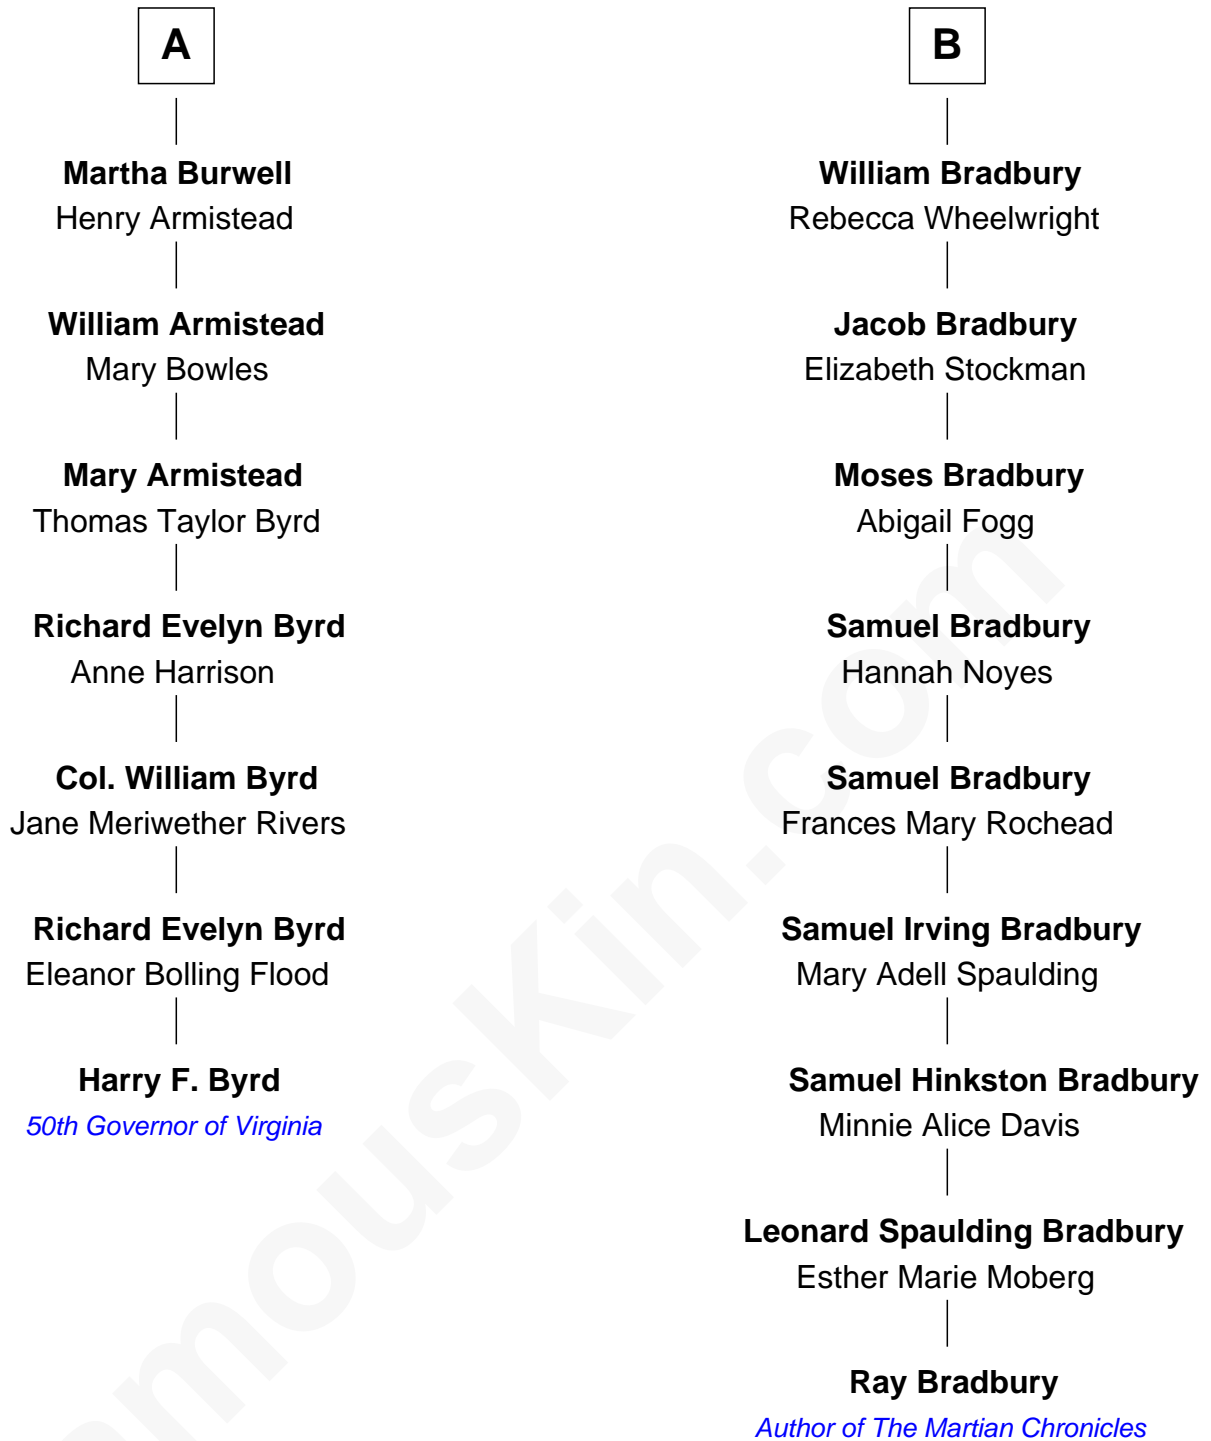 A
Martha Burwell
Henry Armistead
William Armistead
Mary Bowles
Mary Armistead
Thomas Taylor Byrd
Richard Evelyn Byrd
Anne Harrison
Col. William Byrd
Jane Meriwether Rivers
Richard Evelyn Byrd
Eleanor Bolling Flood
Harry F. Byrd
50th Governor of Virginia
B
William Bradbury
Rebecca Wheelwright
Jacob Bradbury
Elizabeth Stockman
Moses Bradbury
Abigail Fogg
Samuel Bradbury
Hannah Noyes
Samuel Bradbury
Frances Mary Rochead
Samuel Irving Bradbury
Mary Adell Spaulding
Samuel Hinkston Bradbury
Minnie Alice Davis
Leonard Spaulding Bradbury
Esther Marie Moberg
Ray Bradbury
Author of The Martian Chronicles
amousKin.com